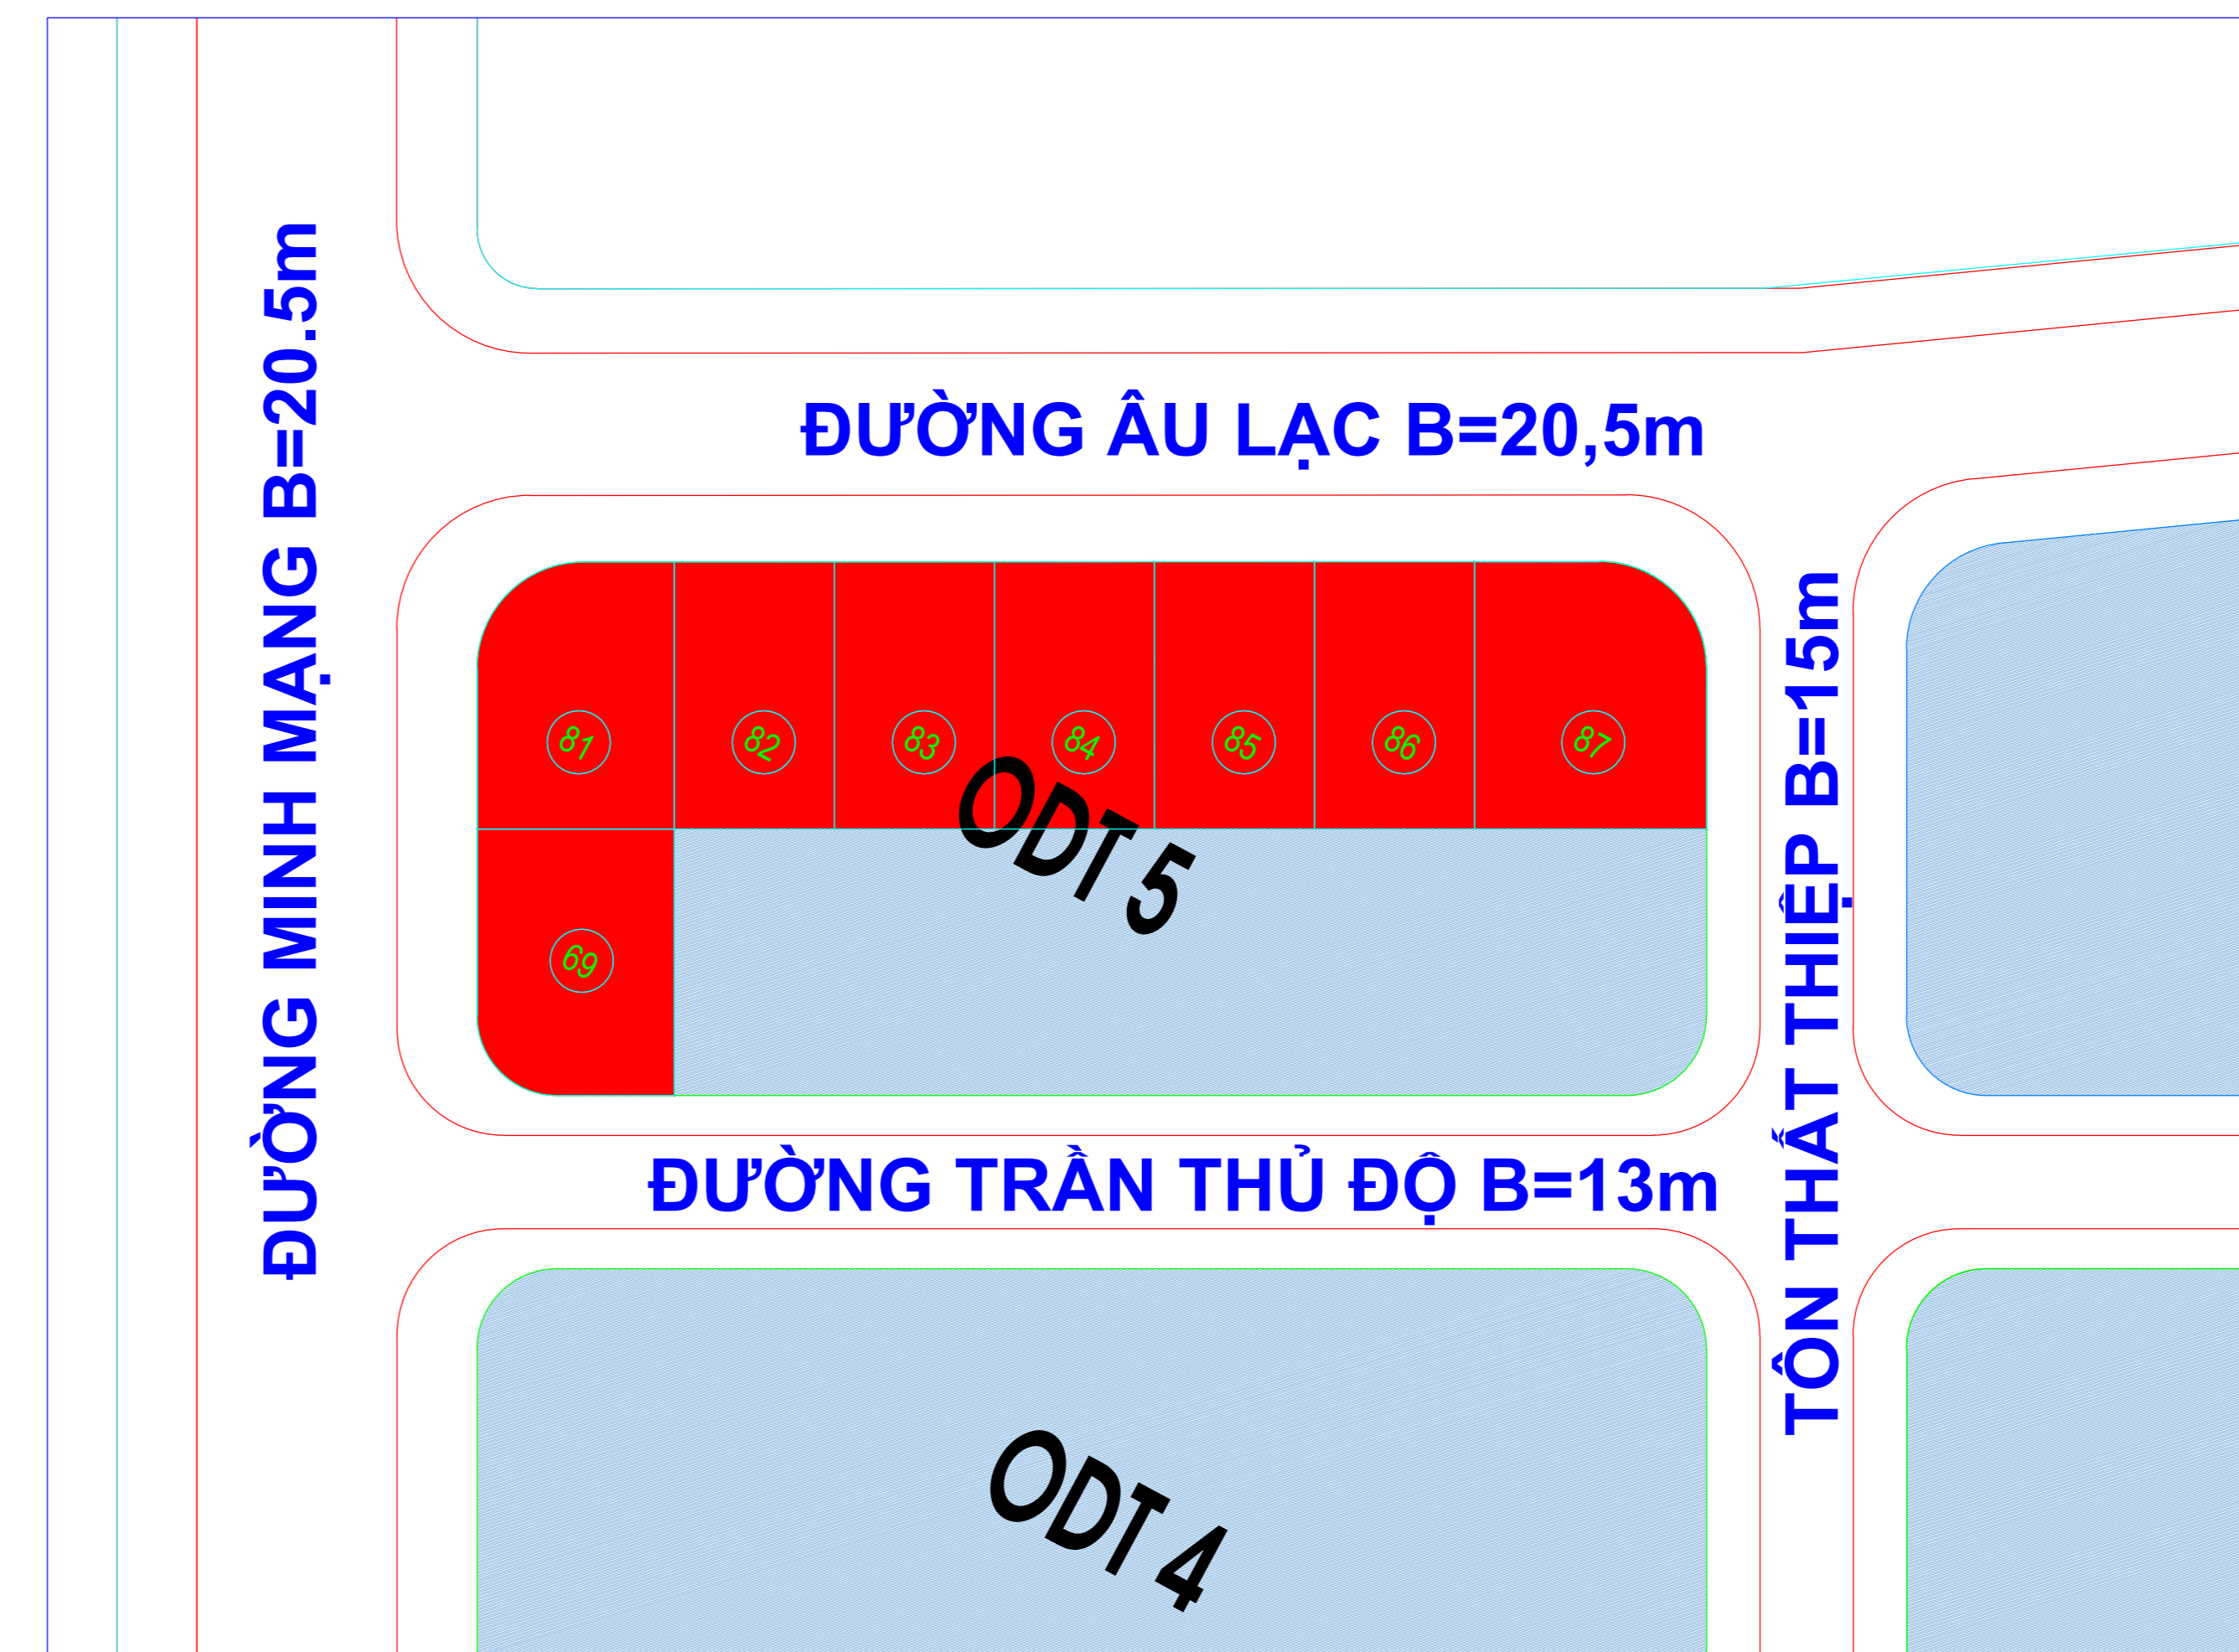 ĐƯỜNG MINH MẠNG B=20.5m
ĐƯỜNG ÂU LẠC B=20,5m
81
82
83
84
85
86
87
ODT 5
69
TÔN THẤT THIỆP B=15m
ĐƯỜNG TRẦN THỦ ĐỘ B=13m
ODT 4